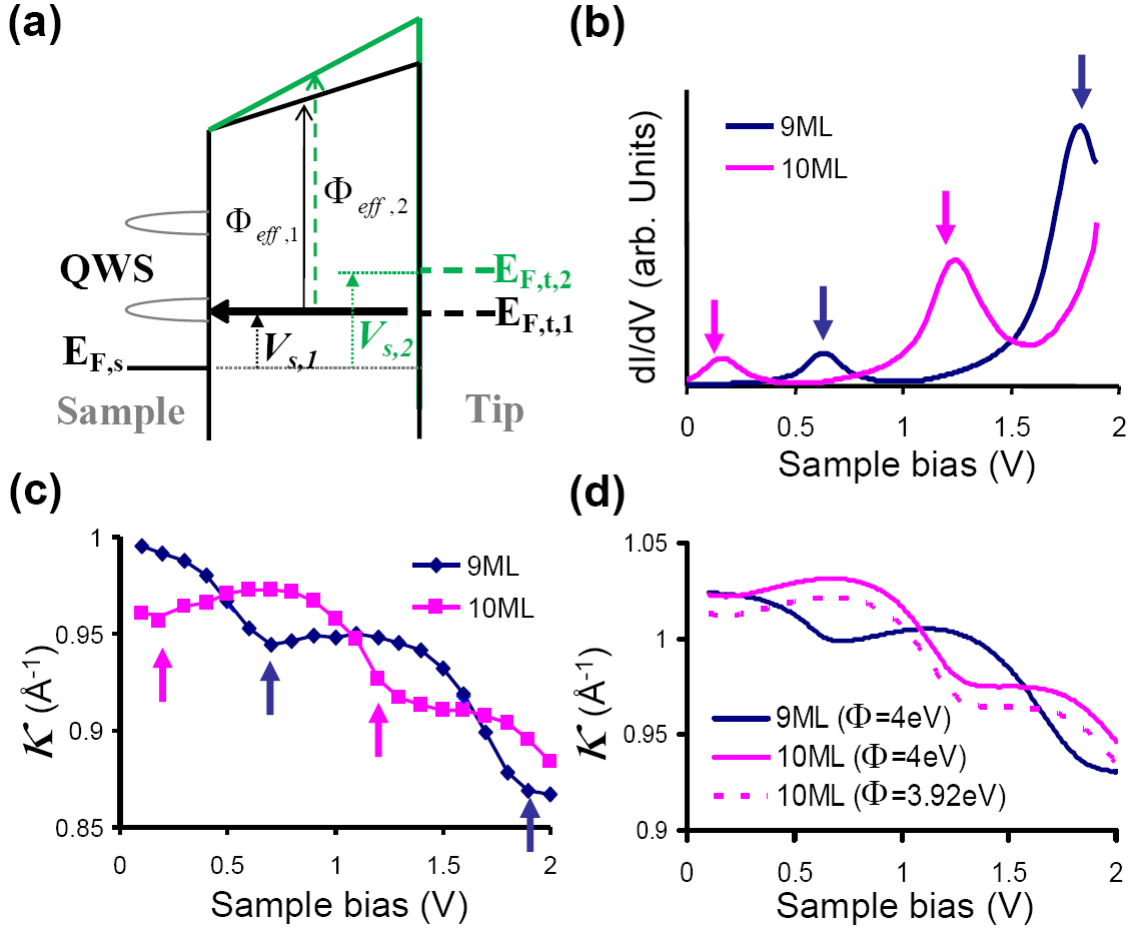 (a)
Φeff,1
Φeff,2
QWS
EF,t,2
EF,t,1
EF,s
Vs,1
Vs,2
Sample
Tip
(b)
dI/dV (arb. Units)
9ML
10ML
0
0.5
1
1.5
2
Sample bias (V)
(c)
κ (Å-1)
1
0.95
0.9
0.85
9ML
10ML
0
0.5
1
1.5
2
Sample bias (V)
(d)
κ (Å-1)
1.05
1
0.95
0.9
9ML (Φ=4eV)
10ML (Φ=4eV)
10ML (Φ=3.92eV)
0
0.5
1
1.5
2
Sample bias (V)